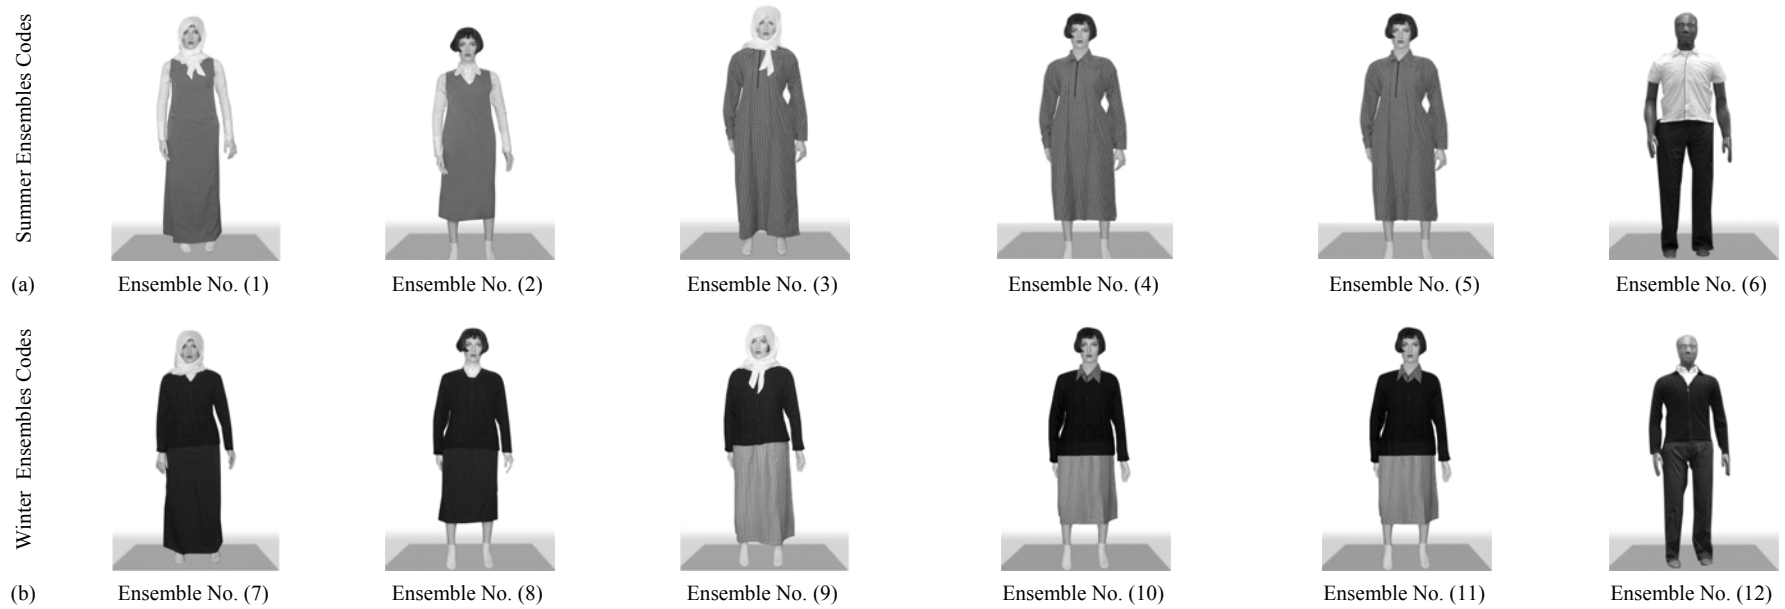 Summer Ensembles Codes
(a)
Ensemble No. (1)
Ensemble No. (2)
Ensemble No. (3)
Ensemble No. (4)
Ensemble No. (5)
Ensemble No. (6)
Winter Ensembles Codes
(b)
Ensemble No. (7)
Ensemble No. (8)
Ensemble No. (9)
Ensemble No. (10)
Ensemble No. (11)
Ensemble No. (12)